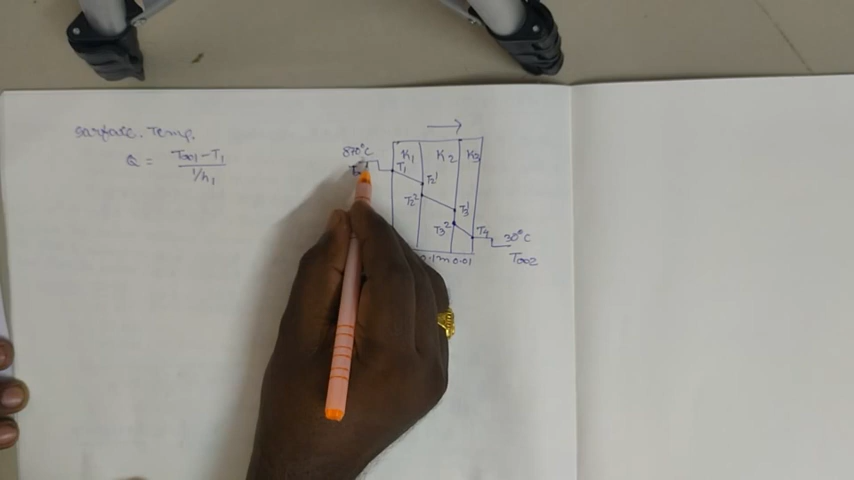 Surface. Temp.
Q = T∞1 - T1
1/h1
870°C
K1 K2 K3
T1
T2¹
T2²
T3¹
T3²
T4
30°C
T∞2
0.1m 0.01